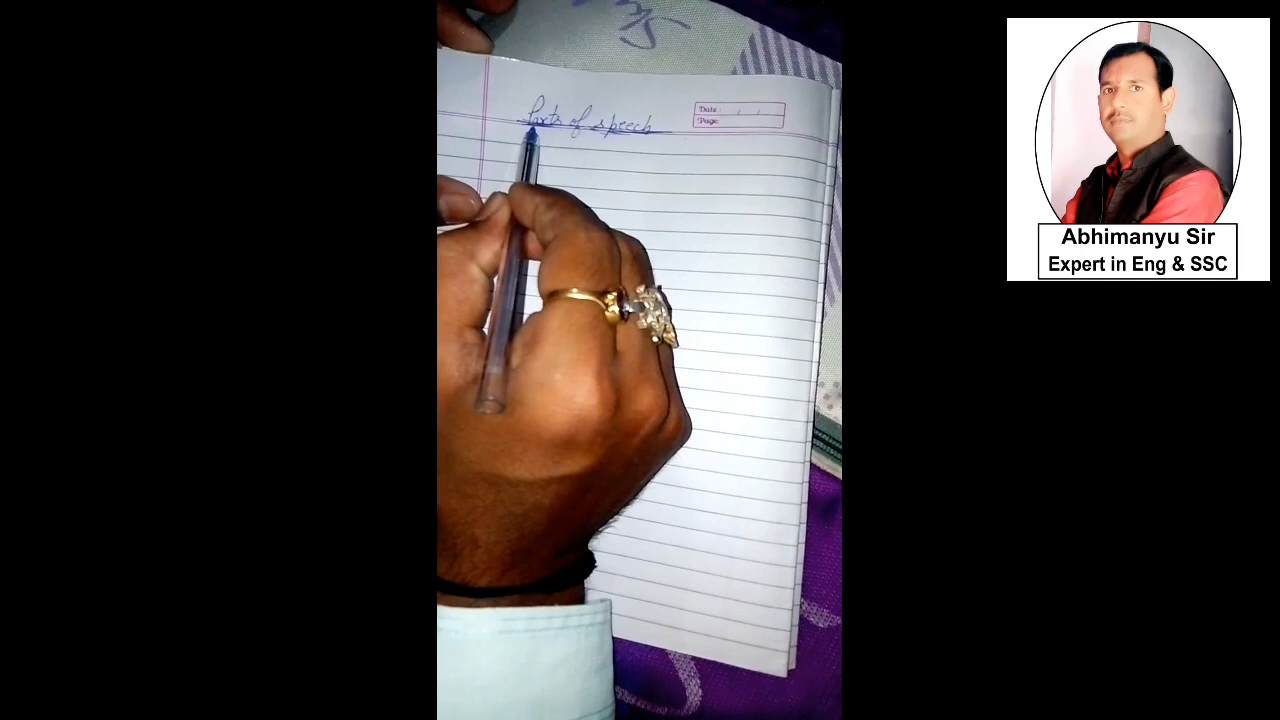 Parts of speech
Date :
Page:
Abhimanyu Sir
Expert in Eng & SSC